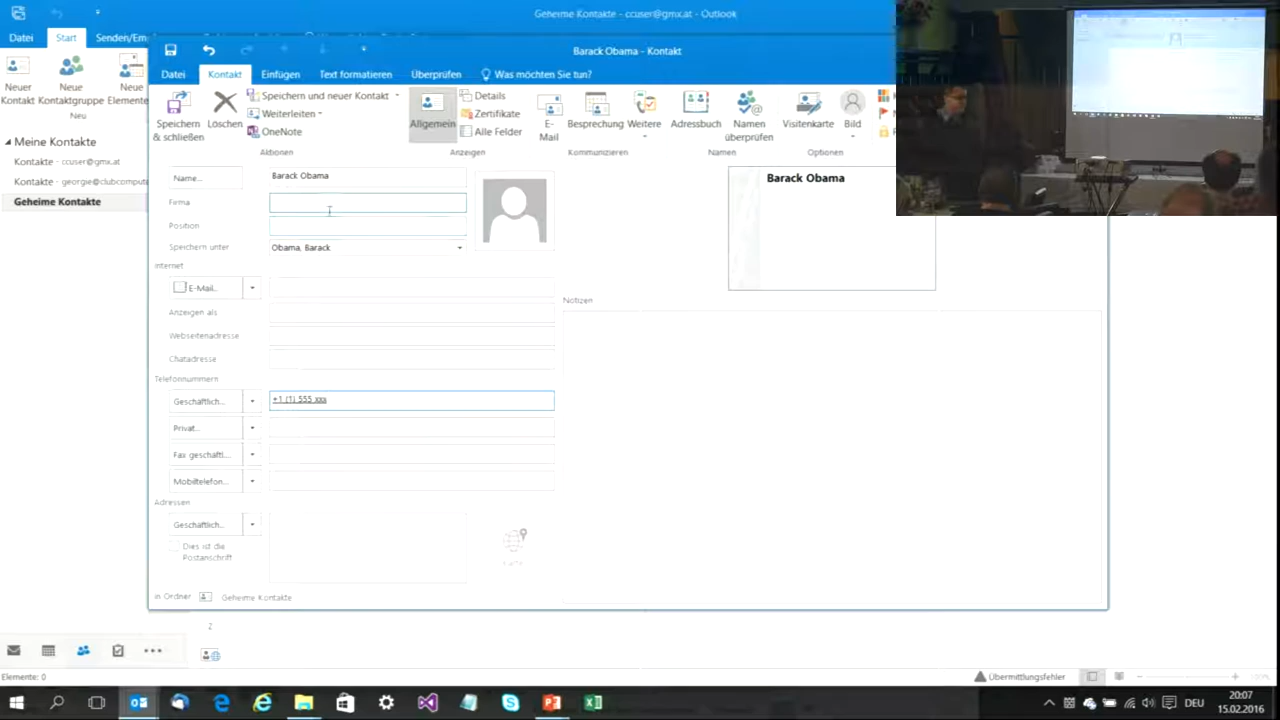 Geheime Kontakte - ccuser@gmx.at - Outlook
Datei Start Senden/Em
Barack Obama - Kontakt
Datei Kontakt Einfügen Text formatieren Überprüfen Was möchten Sie tun?
Neuer Kontakt
Neue Kontaktgruppe
Neue Elemente
Neu
Speichern & schließen
Löschen
Speichern und neuer Kontakt
Weiterleiten
OneNote
Aktionen
Allgemein
Details
Zertifikate
Alle Felder
Anzeigen
E-Mail
Besprechung
Weitere
Kommunizieren
Adressbuch
Namen überprüfen
Namen
Visitenkarte
Bild
Optionen
Meine Kontakte
Kontakte - ccuser@gmx.at
Kontakte - georgie@clubcompute
Geheime Kontakte
Name... Barack Obama
Firma
Position
Speichern unter Obama, Barack
Internet
E-Mail...
Anzeigen als
Webseitenadresse
Chatadresse
Telefonnummern
Geschäftlich... +1 (1) 555 xxx
Privat...
Fax geschäftl...
Mobiltelefon...
Adressen
Geschäftlich...
Dies ist die
Postanschrift
in Ordner Geheime Kontakte
Barack Obama
Notizen
2
Elemente: 0
Übermittlungsfehler
100%
DEU
20:07
15.02.2016